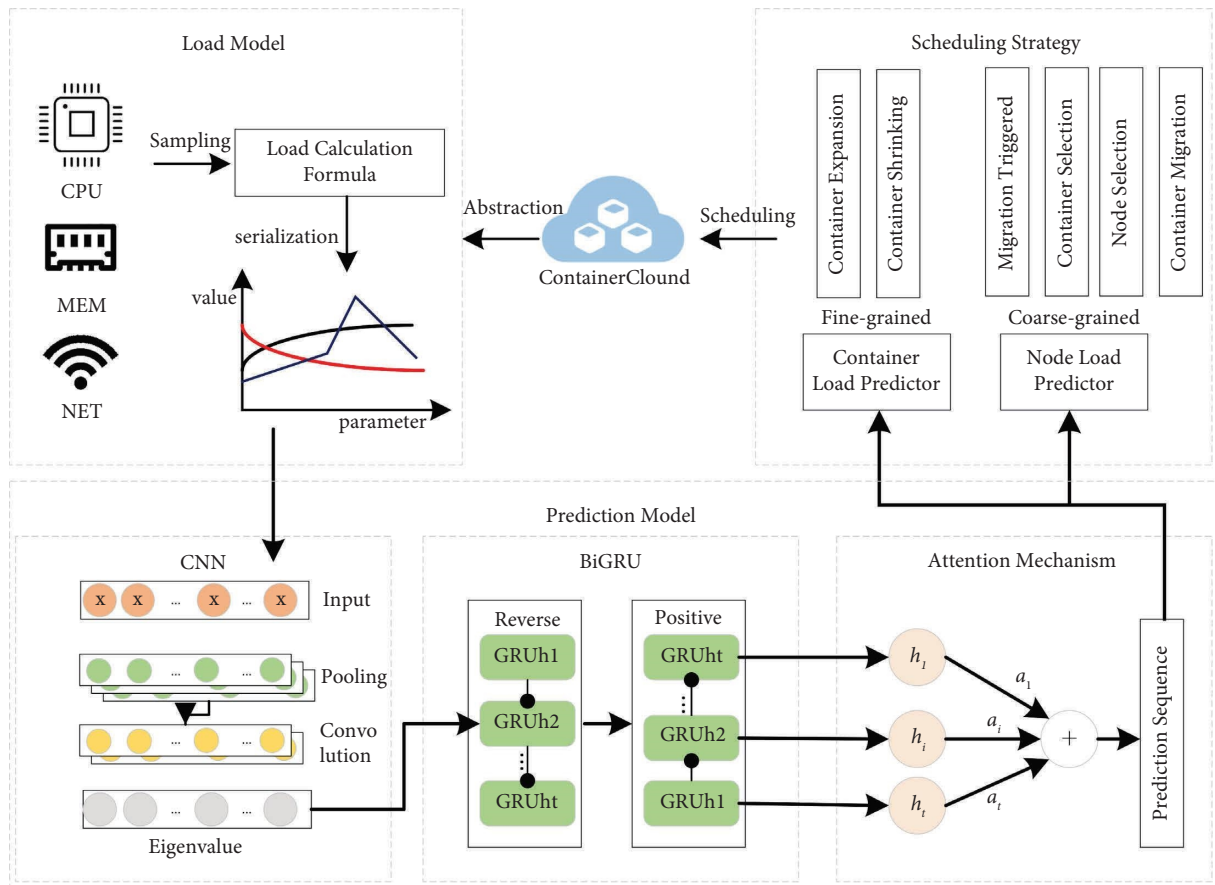 Load Model
CPU
MEM
NET
Sampling
Load Calculation
Formula
serialization
value
parameter
Abstraction
ContainerClound
Scheduling
Scheduling Strategy
Container Expansion
Container Shrinking
Migration Triggered
Container Selection
Node Selection
Container Migration
Fine-grained
Coarse-grained
Container
Load Predictor
Node Load
Predictor
Prediction Model
CNN
x x ... x ... x
Input
... ...
Pooling
... ...
Convo
lution
... ...
Eigenvalue
BiGRU
Reverse
GRUh1
GRUh2
...
GRUht
Positive
GRUht
...
GRUh2
GRUh1
Attention Mechanism
h1
hi
ht
a1
ai
at
+
Prediction Sequence